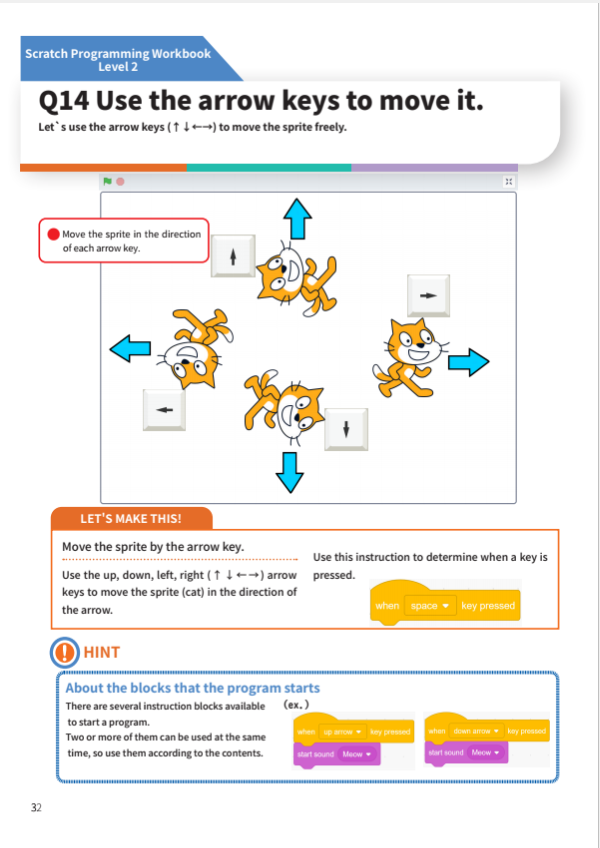 Scratch Programming Workbook
Level 2
Q14 Use the arrow keys to move it.
Let`s use the arrow keys (↑↓←→) to move the sprite freely.
Move the sprite in the direction
of each arrow key.
LET'S MAKE THIS!
Move the sprite by the arrow key.
Use the up, down, left, right (↑ ↓ ←→) arrow
keys to move the sprite (cat) in the direction of
the arrow.
Use this instruction to determine when a key is
pressed.
when space key pressed
HINT
About the blocks that the program starts
There are several instruction blocks available
to start a program.
Two or more of them can be used at the same
time, so use them according to the contents.
(ex.)
when up arrow key pressed
start sound Meow
when down arrow key pressed
start sound Meow
32